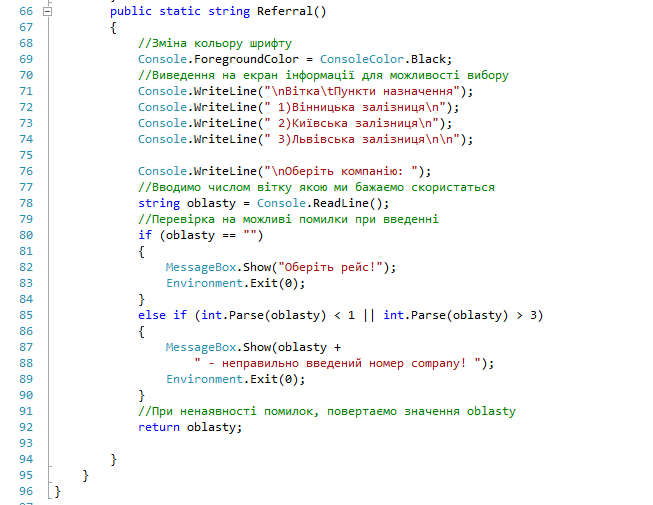 66 public static string Referral()
67 {
68 //Зміна кольору шрифту
69 Console.ForegroundColor = ConsoleColor.Black;
70 //Виведення на екран інформації для можливості вибору
71 Console.WriteLine("\nВітка\tПункти назначення");
72 Console.WriteLine(" 1)Вінницька залізниця\n");
73 Console.WriteLine(" 2)Київська залізниця\n");
74 Console.WriteLine(" 3)Львівська залізниця\n\n");
75
76 Console.WriteLine("\nОберіть компанію: ");
77 //Вводимо числом вітку якою ми бажаємо скористаться
78 string oblasty = Console.ReadLine();
79 //Перевірка на можливі помилки при введенні
80 if (oblasty == "")
81 {
82 MessageBox.Show("Оберіть рейс!");
83 Environment.Exit(0);
84 }
85 else if (int.Parse(oblasty) < 1 || int.Parse(oblasty) > 3)
86 {
87 MessageBox.Show(oblasty +
88 " - неправильно введений номер company! ");
89 Environment.Exit(0);
90 }
91 //При ненаявності помилок, повертаємо значення oblasty
92 return oblasty;
93
94 }
95 }
96 }